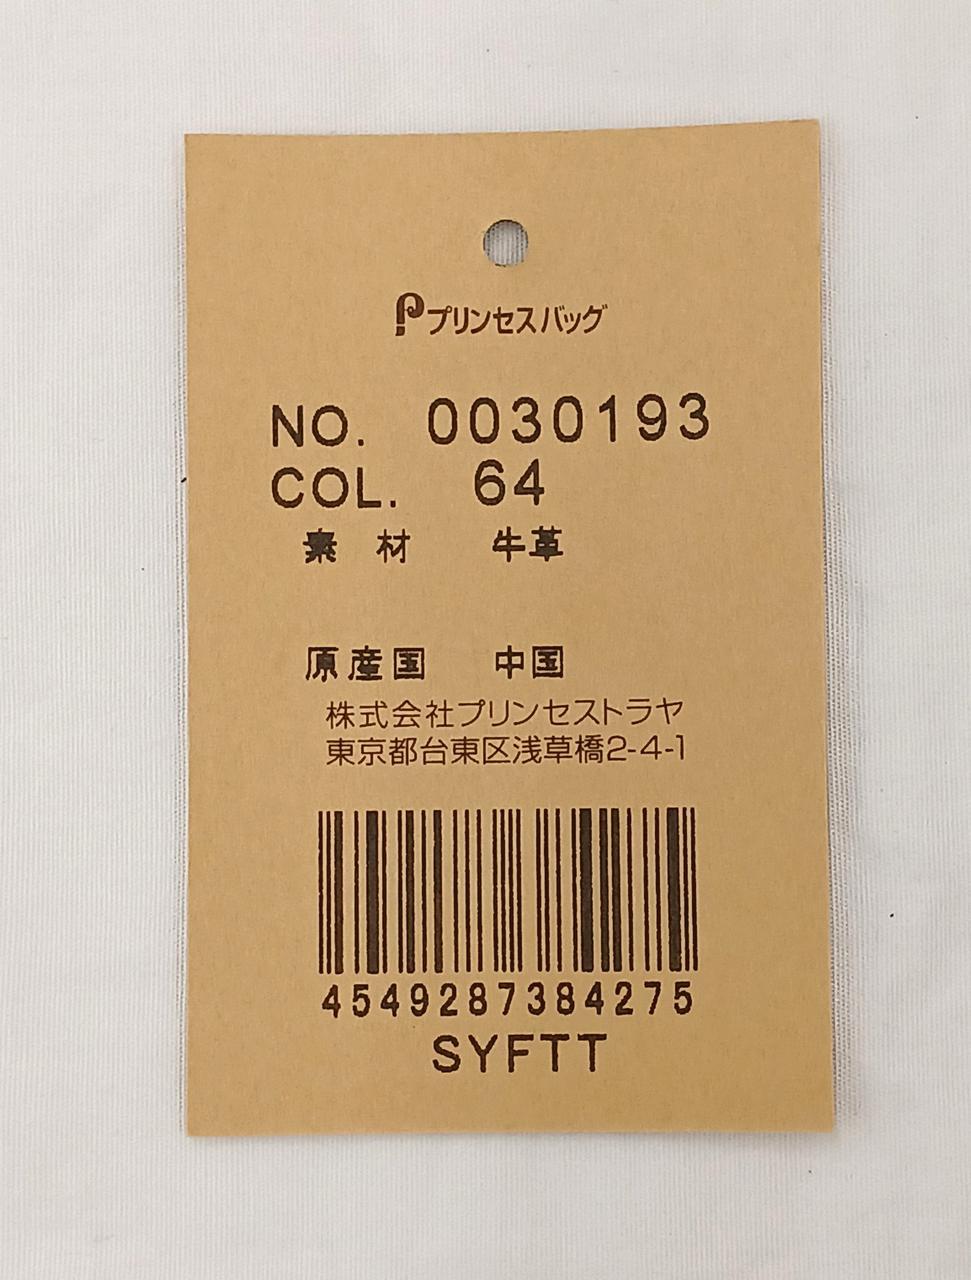 プリンセスバッグ
NO. 0030193
COL. 64
素 材 牛革
原産国 中国
株式会社プリンセストラヤ
東京都台東区浅草橋2-4-1
4549287384275
SYFTT